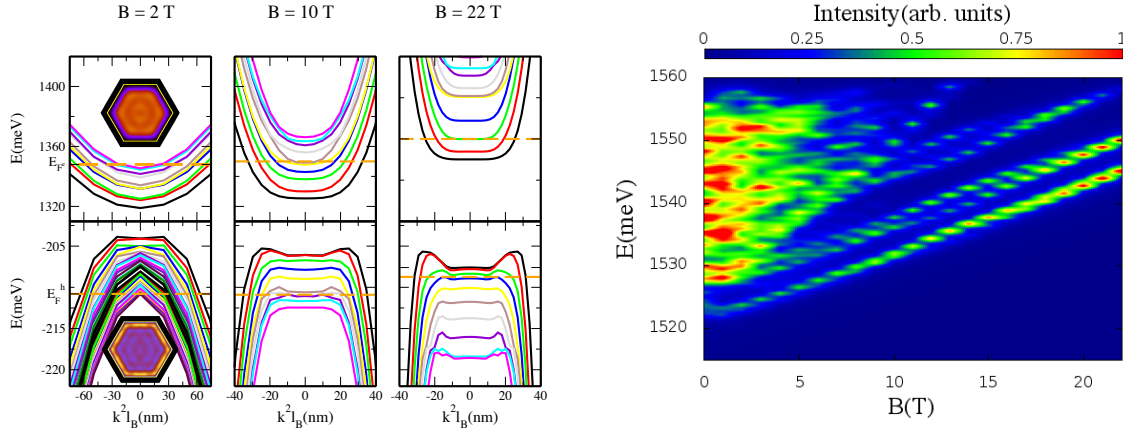 B = 2 T
B = 10 T
B = 22 T
E(meV)
1400
1360
1320
E_F^e
E(meV)
-205
-215
-220
E_F^h
-60 -30 0 30 60
-40 -20 0 20 40
-40 -20 0 20 40
k^2l_B(nm)
k^2l_B(nm)
k^2l_B(nm)
Intensity(arb. units)
0 0.25 0.5 0.75 1
E(meV)
1560
1550
1540
1530
1520
0 5 10 15 20
B(T)